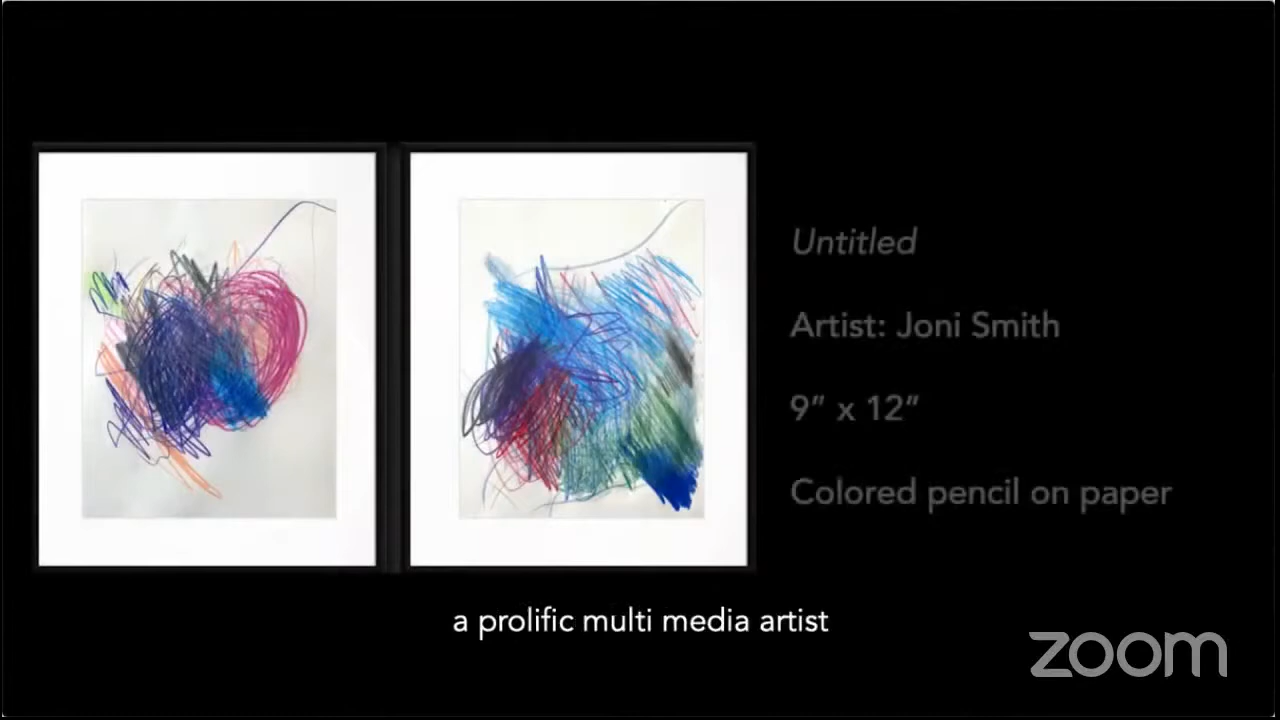 Untitled
Artist: Joni Smith
9” x 12”
Colored pencil on paper
a prolific multi media artist
zoom